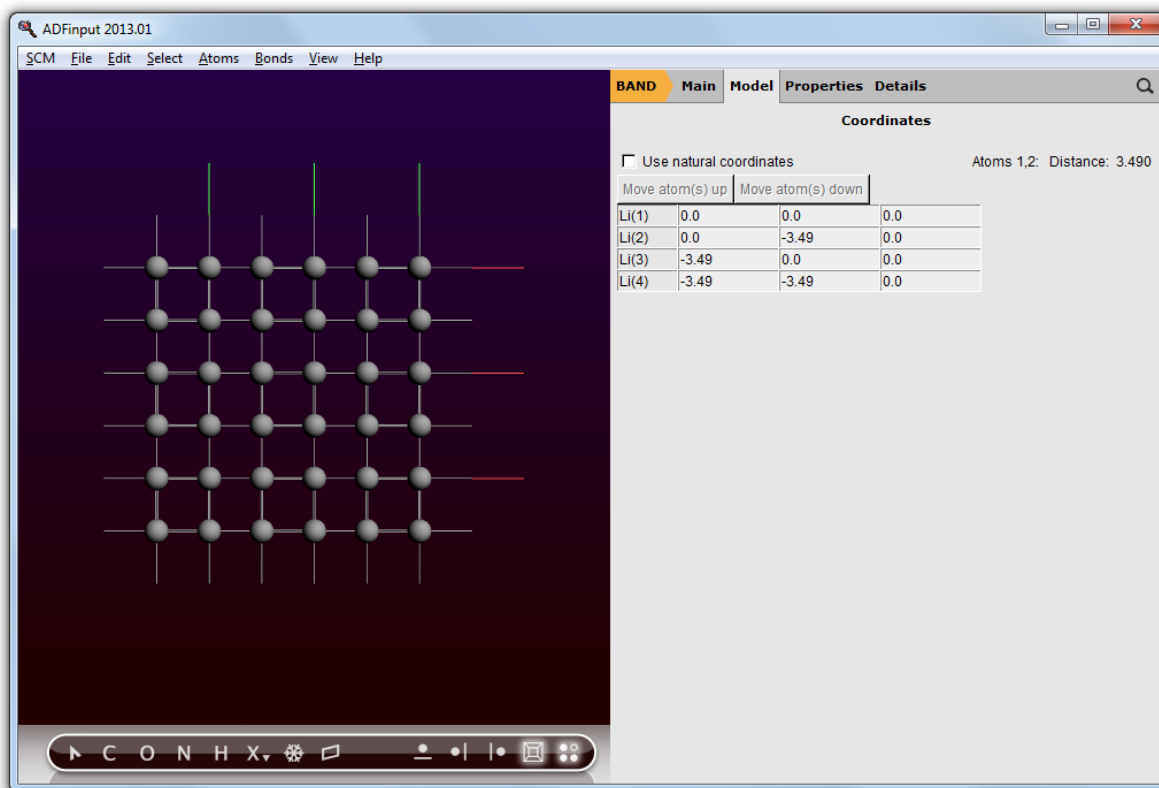 ADFinput 2013.01
SCM File Edit Select Atoms Bonds View Help
BAND Main Model Properties Details
Coordinates
Use natural coordinates Atoms 1,2: Distance: 3.490
Move atom(s) up Move atom(s) down
Li(1) 0.0 0.0 0.0
Li(2) 0.0 -3.49 0.0
Li(3) -3.49 0.0 0.0
Li(4) -3.49 -3.49 0.0
C O N H X